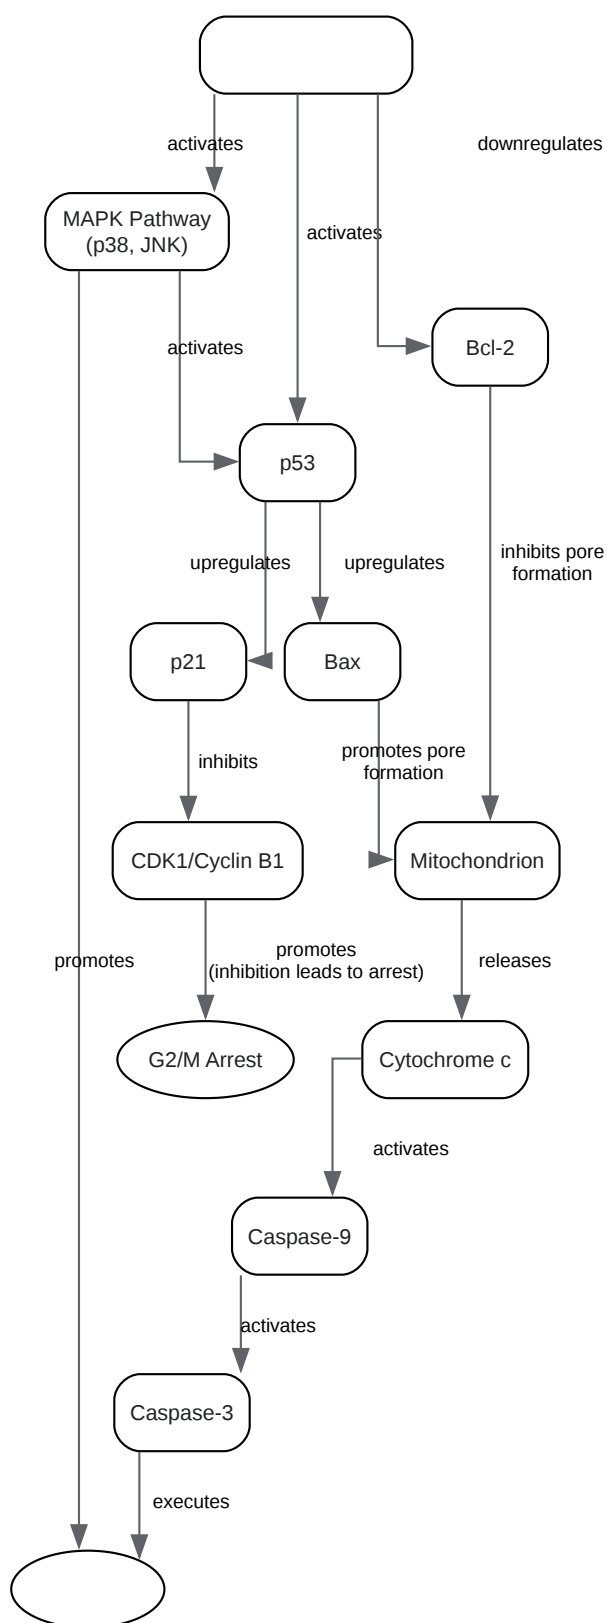 activates
downregulates
MAPK Pathway
(p38, JNK)
activates
activates
Bcl-2
p53
upregulates
upregulates
inhibits pore
formation
p21
Bax
inhibits
promotes pore
formation
CDK1/Cyclin B1
Mitochondrion
promotes
promotes
(inhibition leads to arrest)
releases
G2/M Arrest
Cytochrome c
activates
Caspase-9
activates
Caspase-3
executes